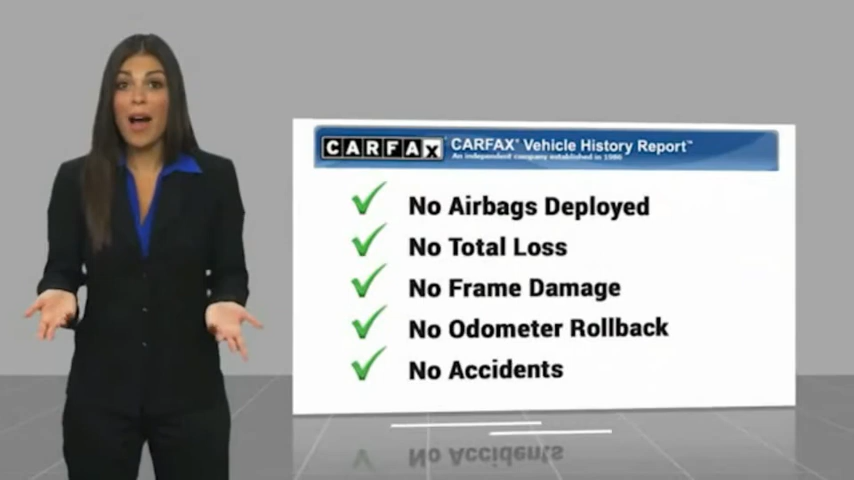 CARFAX CARFAX® Vehicle History Report™
An independent company established in 1986
No Airbags Deployed
No Total Loss
No Frame Damage
No Odometer Rollback
No Accidents
No Accidents